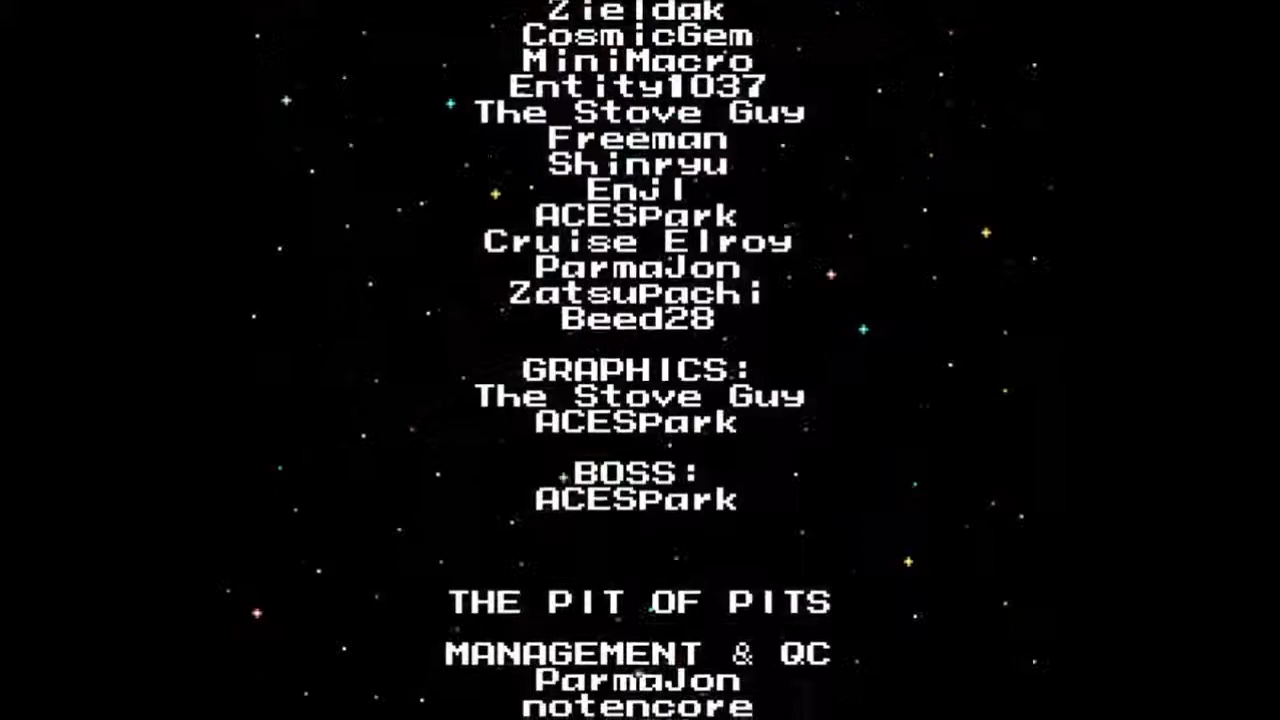 Zieldak
CosmicGem
MiniMacro
Entity1037
The Stove Guy
Freeman
Shinryu
Enjl
ACESpark
Cruise Elroy
ParmaJon
ZatsuPachi
Beed28
GRAPHICS:
The Stove Guy
ACESpark
BOSS:
ACESpark
THE PIT OF PITS
MANAGEMENT & QC
ParmaJon
notencore